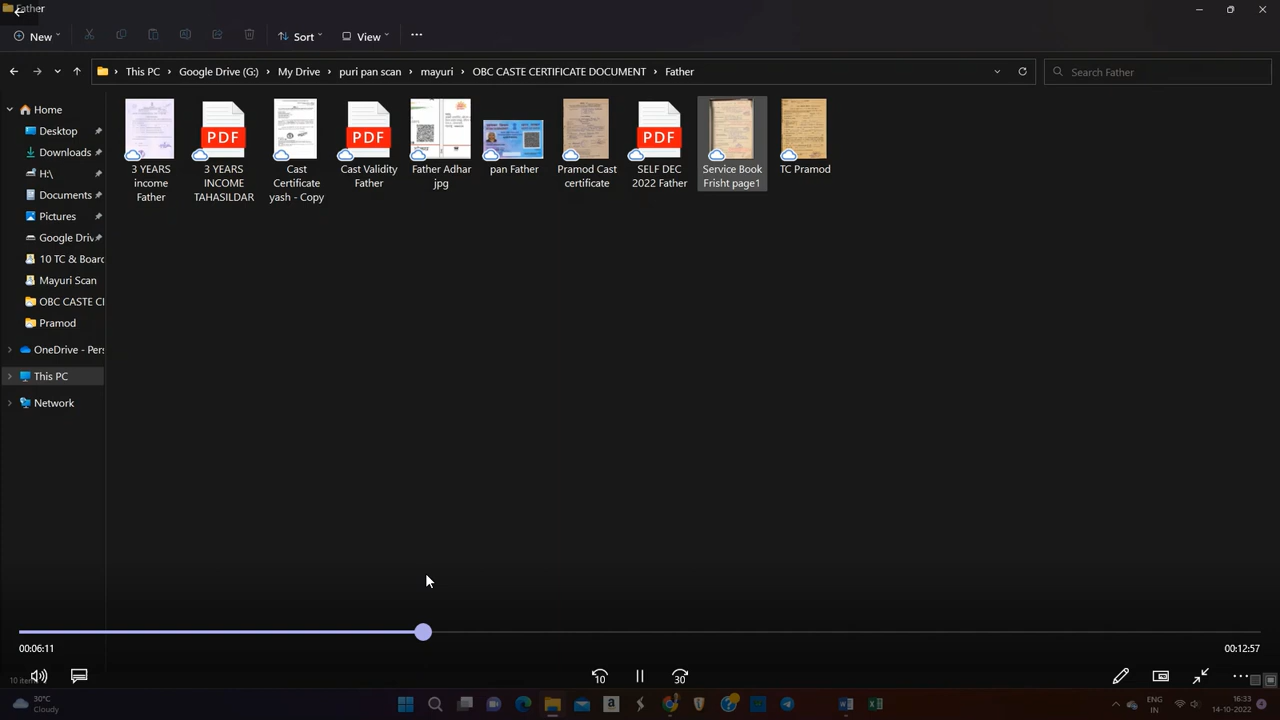 Father
New
Sort
View
This PC
Google Drive (G:)
My Drive
puri pan scan
mayuri
OBC CASTE CERTIFICATE DOCUMENT
Father
Search Father
Home
Desktop
Downloads
H:\
Documents
Pictures
Google Driv
10 TC & Board
Mayuri Scan
OBC CASTE CE
Pramod
OneDrive - Pers
This PC
Network
3 YEARS
income
Father
PDF
3 YEARS
INCOME
TAHASILDAR
Cast
Certificate
yash - Copy
PDF
Cast Validity
Father
Father Adhar
jpg
pan Father
Pramod Cast
certificate
PDF
SELF DEC
2022 Father
Service Book
Frisht page1
TC Pramod
00:06:11
00:12:57
10
30
10 items
30°C
Cloudy
ENG
IN
16:33
14-10-2022